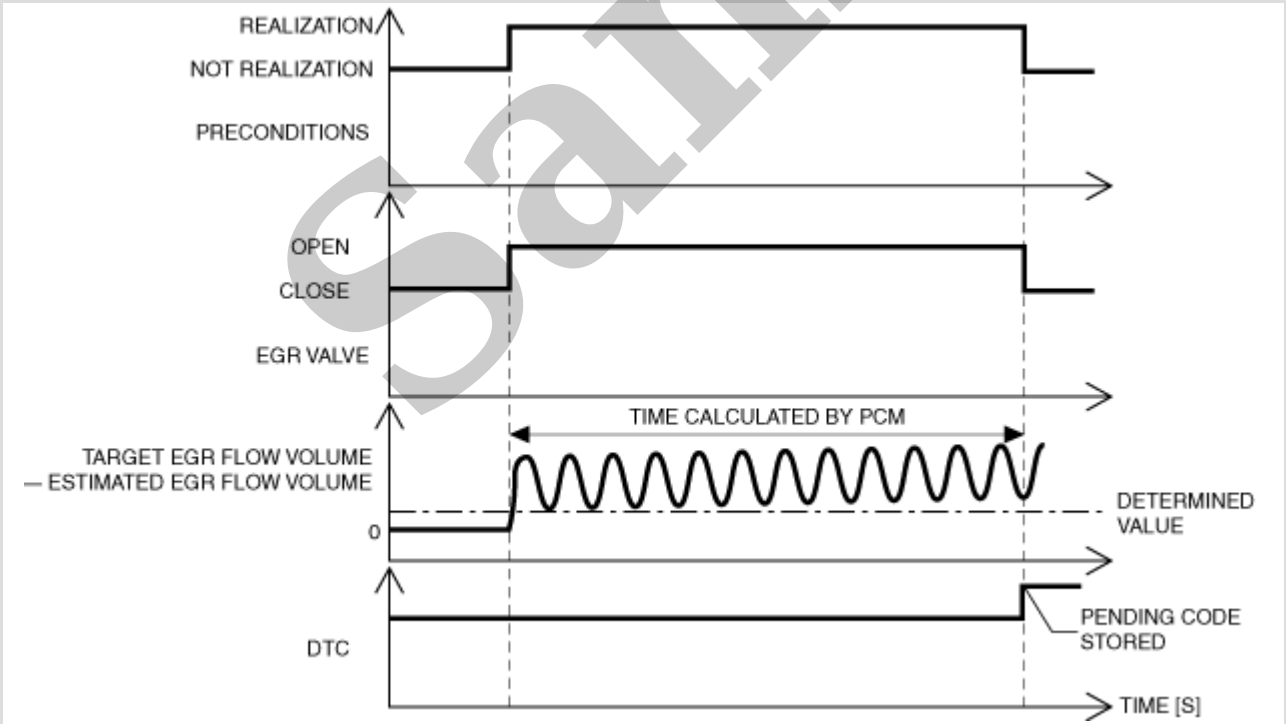 REALIZATION
NOT REALIZATION
PRECONDITIONS
OPEN
CLOSE
EGR VALVE
TIME CALCULATED BY PCM
TARGET EGR FLOW VOLUME
— ESTIMATED EGR FLOW VOLUME
0
DETERMINED
VALUE
DTC
PENDING CODE
STORED
TIME [S]
Sam